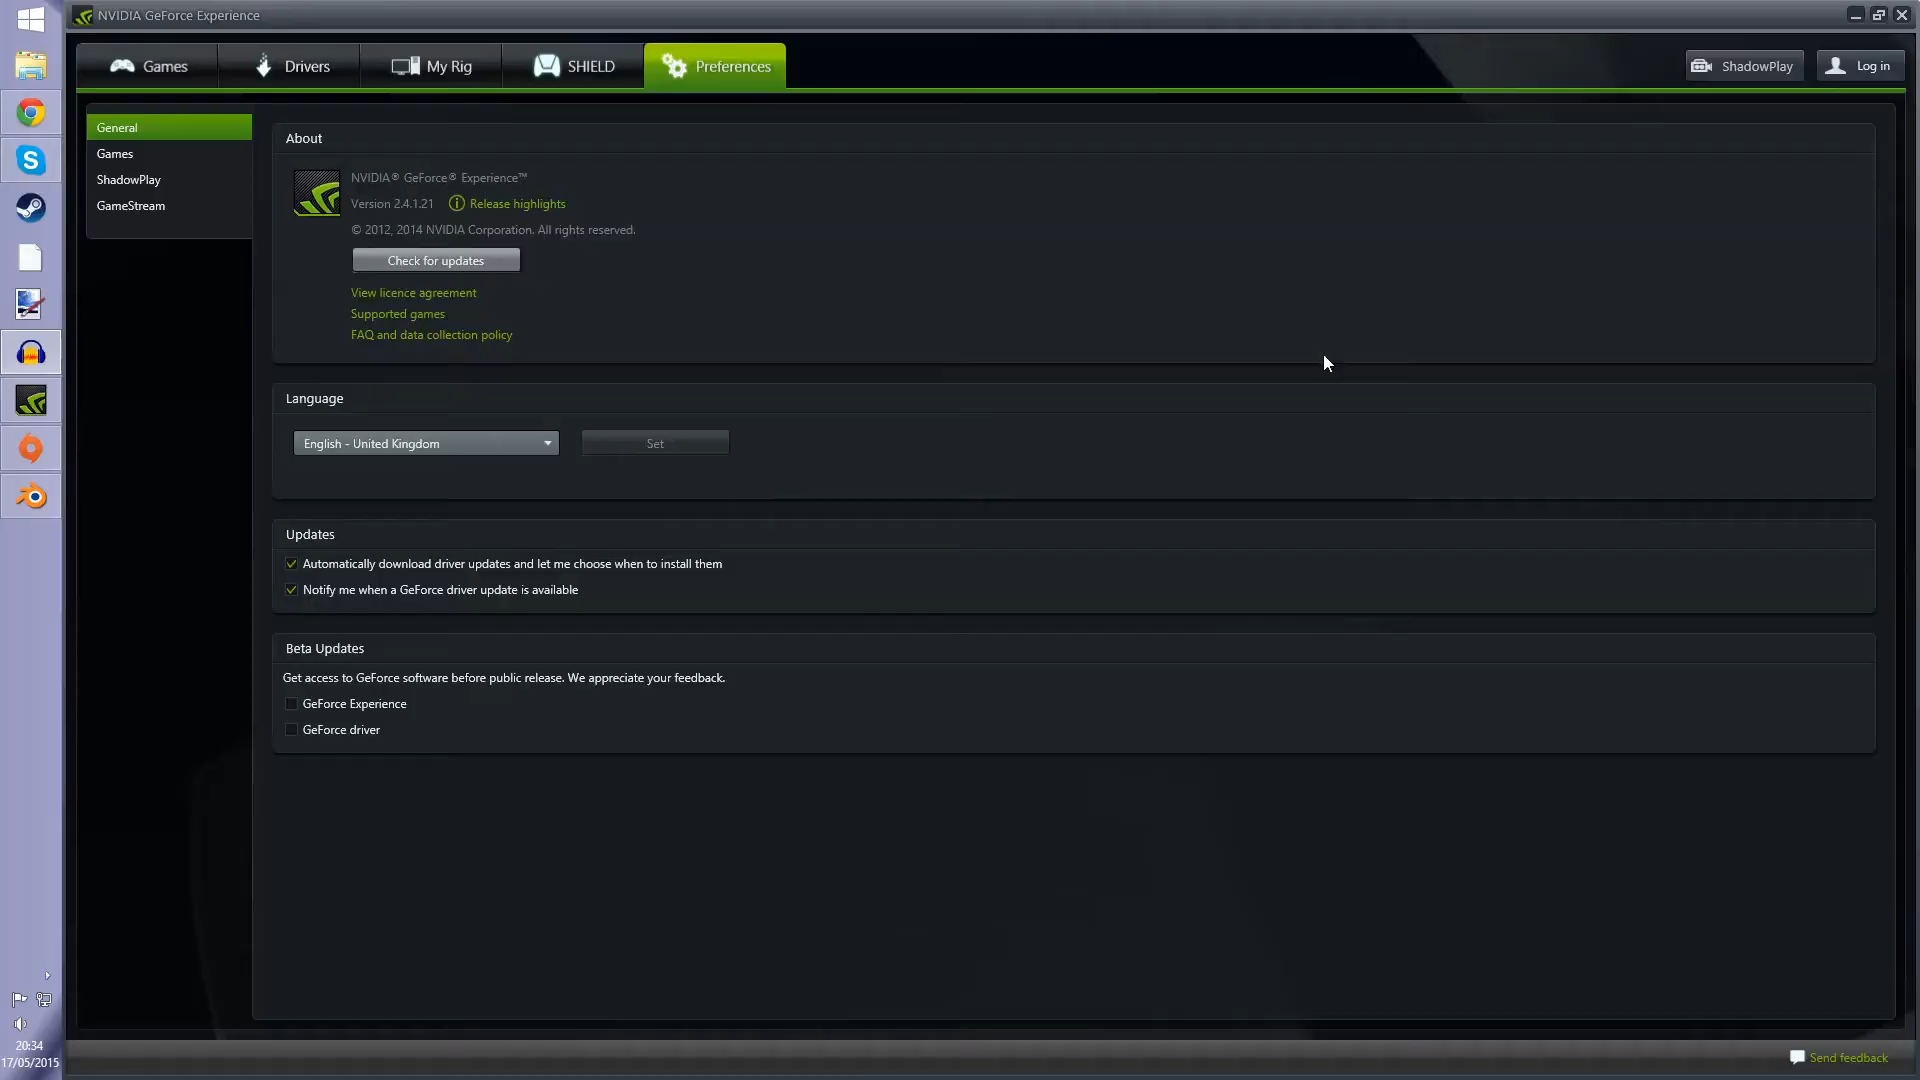 NVIDIA GeForce Experience
Games
Drivers
My Rig
SHIELD
Preferences
ShadowPlay
Log in
General
Games
ShadowPlay
GameStream
About
NVIDIA® GeForce® Experience™
Version 2.4.1.21 Release highlights
© 2012, 2014 NVIDIA Corporation. All rights reserved.
Check for updates
View licence agreement
Supported games
FAQ and data collection policy
Language
English - United Kingdom
Set
Updates
Automatically download driver updates and let me choose when to install them
Notify me when a GeForce driver update is available
Beta Updates
Get access to GeForce software before public release. We appreciate your feedback.
GeForce Experience
GeForce driver
20:34
17/05/2015
Send feedback